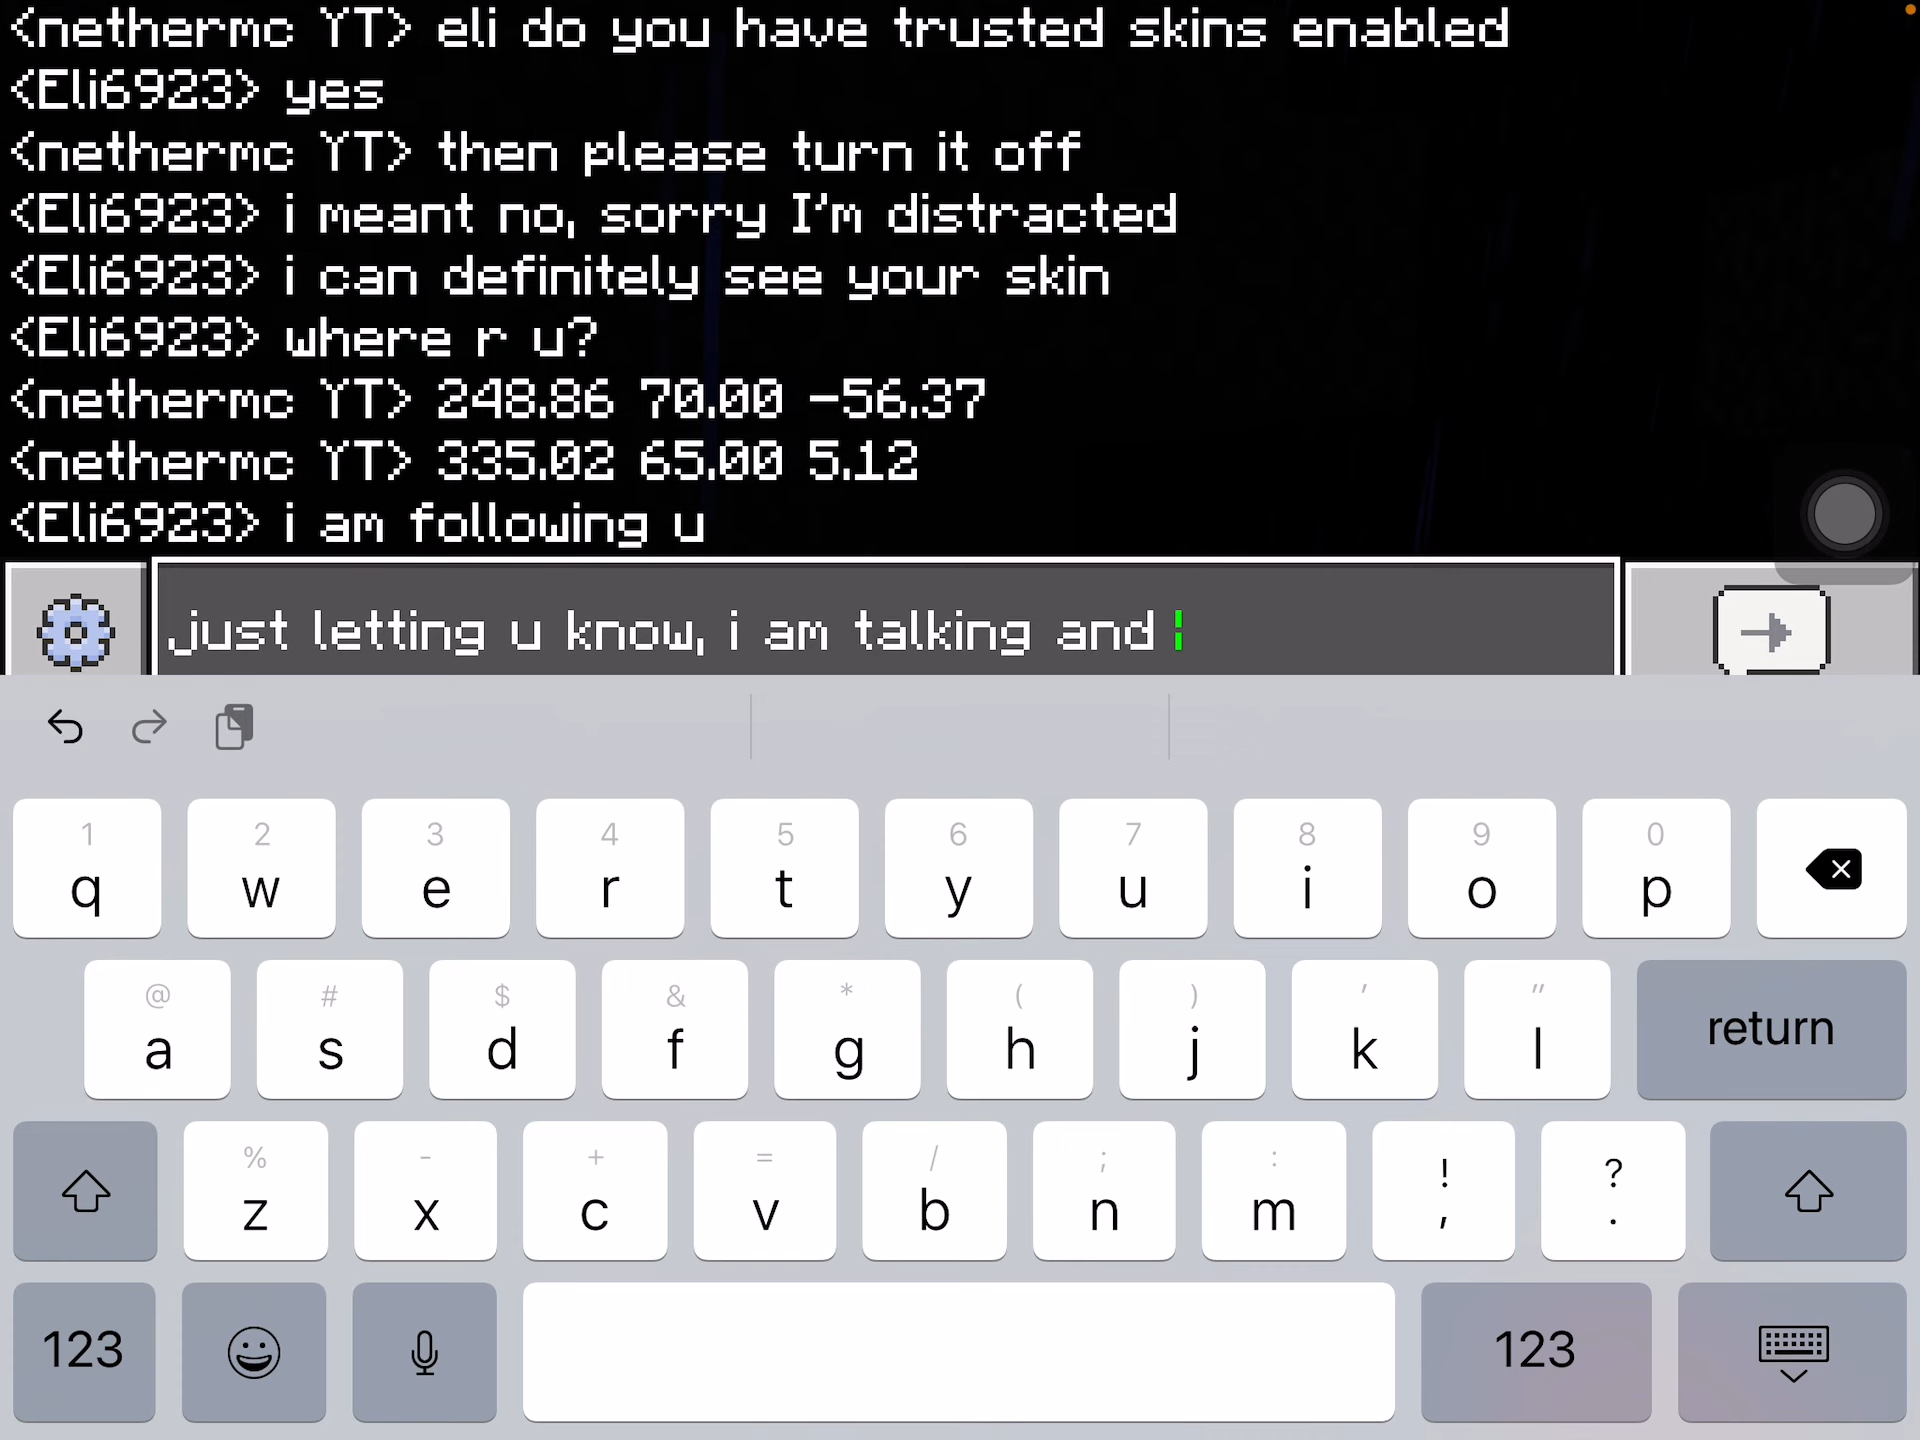 <nethermc YT> eli do you have trusted skins enabled
<Eli6923> yes
<nethermc YT> then please turn it off
<Eli6923> i meant no, sorry I'm distracted
<Eli6923> i can definitely see your skin
<Eli6923> where r u?
<nethermc YT> 248.86 70.00 -56.37
<nethermc YT> 335.02 65.00 5.12
<Eli6923> i am following u
just letting u know, i am talking and
1 2 3 4 5 6 7 8 9 0
q w e r t y u i o p
@ # $ & * ( ) ' "
a s d f g h j k l return
% - + = / ; : ! ?
z x c v b n m , .
123 123